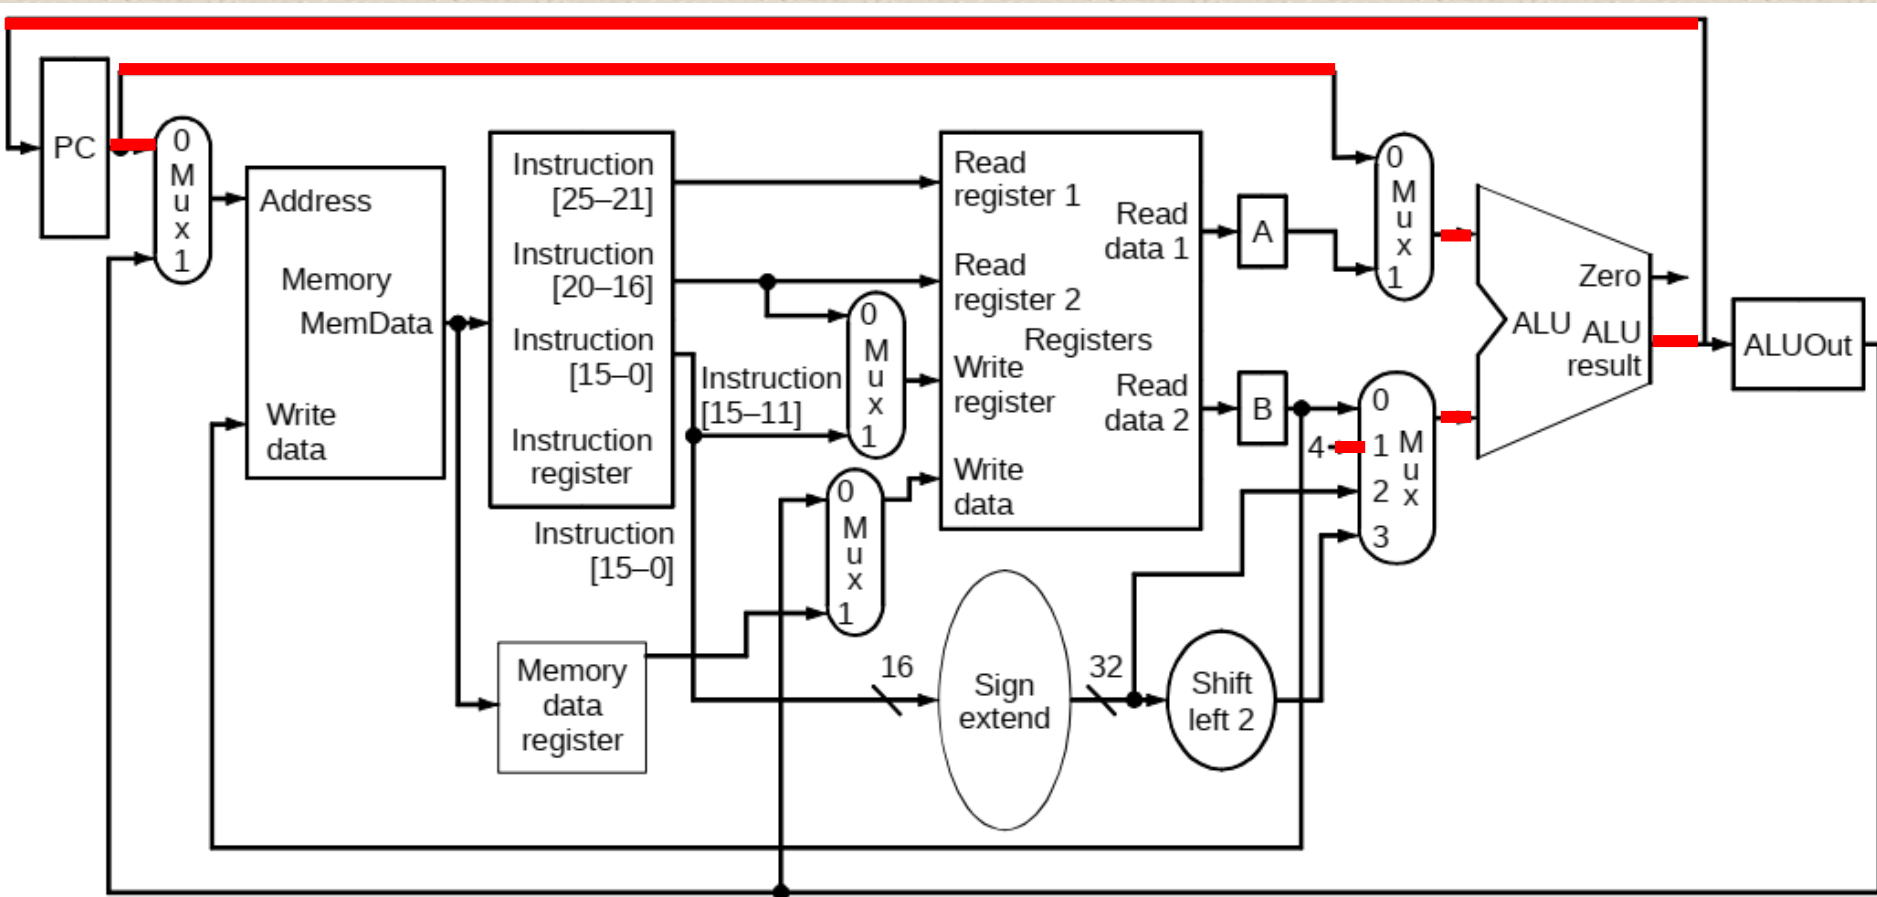 PC
0
M
u
x
1
Address
Memory
MemData
Write
data
Instruction
[25–21]
Instruction
[20–16]
Instruction
[15–0]
Instruction
register
Instruction
[15–0]
Memory
data
register
Instruction
[15–11]
0
M
u
x
1
0
M
u
x
1
Read
register 1
Read
register 2
Registers
Write
register
Write
data
Read
data 1
Read
data 2
16
Sign
extend
32
Shift
left 2
A
B
4
0
M
u
x
1
0
1
2
3
M
u
x
Zero
ALU
ALU
result
ALUOut